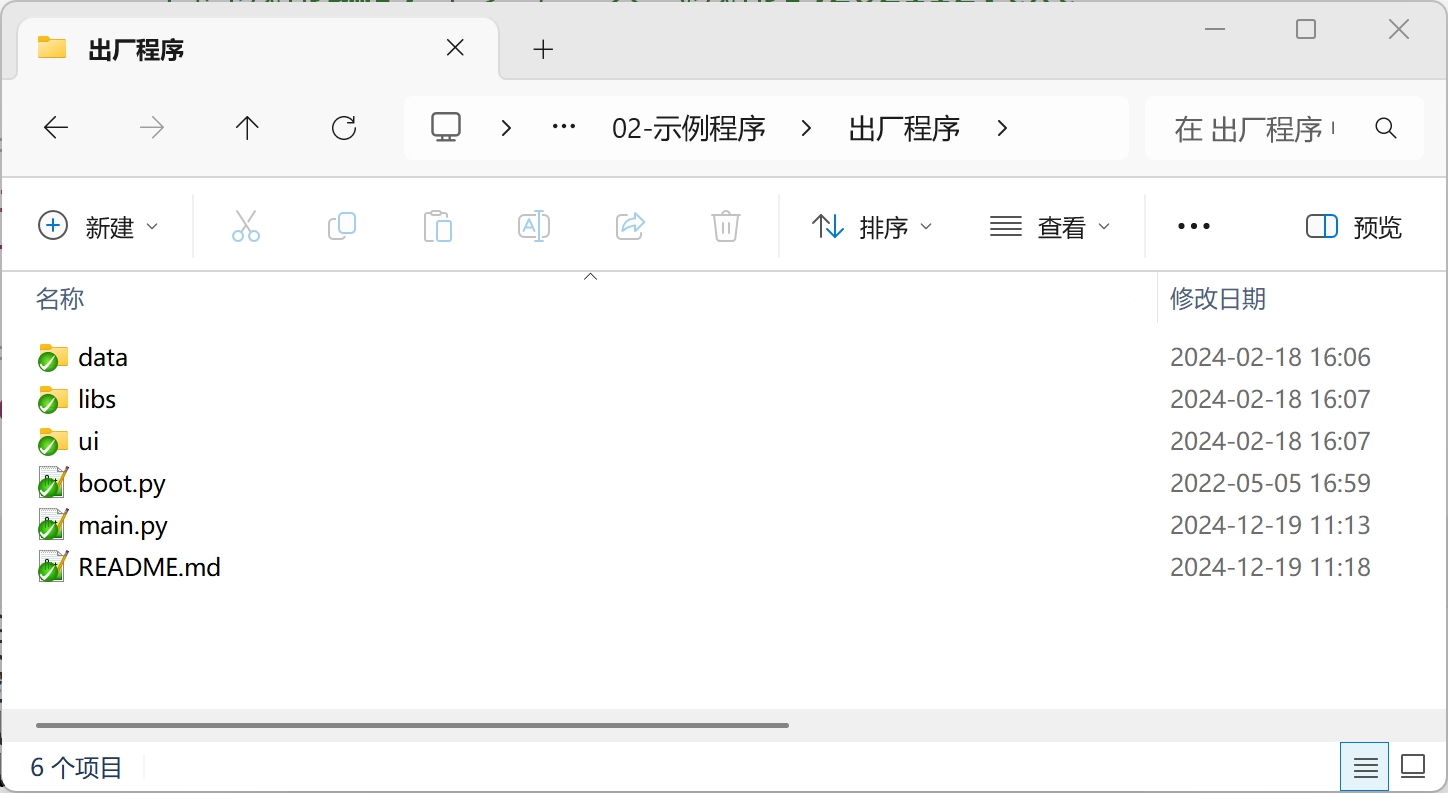 出厂程序
02-示例程序 出厂程序 在 出厂程序
新建 排序 查看 预览
名称 修改日期
data 2024-02-18 16:06
libs 2024-02-18 16:07
ui 2024-02-18 16:07
boot.py 2022-05-05 16:59
main.py 2024-12-19 11:13
README.md 2024-12-19 11:18
6 个项目